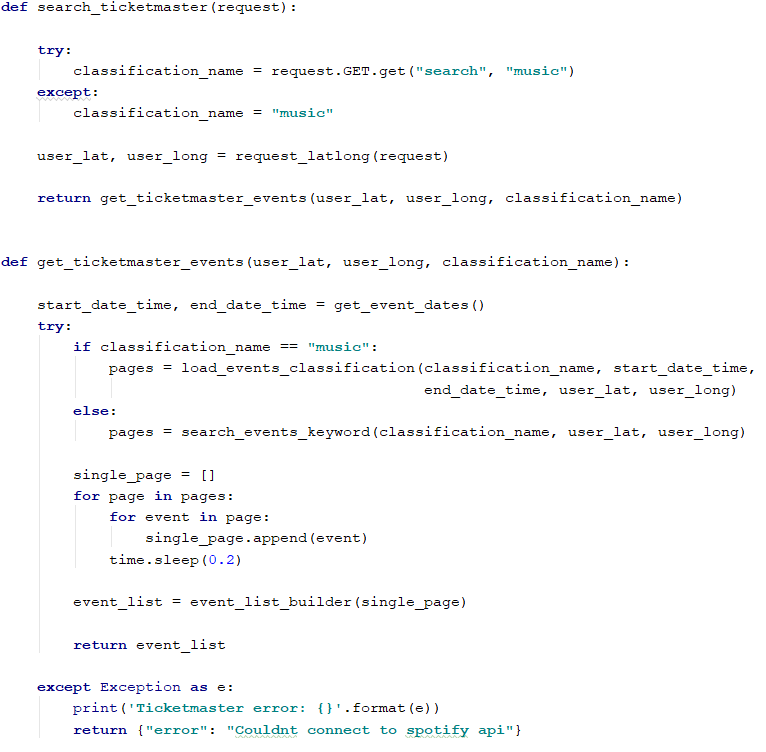 def search_ticketmaster(request):
    try:
        classification_name = request.GET.get("search", "music")
    except:
        classification_name = "music"
    user_lat, user_long = request_latlong(request)
    return get_ticketmaster_events(user_lat, user_long, classification_name)
def get_ticketmaster_events(user_lat, user_long, classification_name):
    start_date_time, end_date_time = get_event_dates()
    try:
        if classification_name == "music":
            pages = load_events_classification(classification_name, start_date_time,
                                               end_date_time, user_lat, user_long)
        else:
            pages = search_events_keyword(classification_name, user_lat, user_long)
        single_page = []
        for page in pages:
            for event in page:
                single_page.append(event)
            time.sleep(0.2)
        event_list = event_list_builder(single_page)
        return event_list
    except Exception as e:
        print('Ticketmaster error: {}'.format(e))
        return {"error": "Couldnt connect to spotify api"}